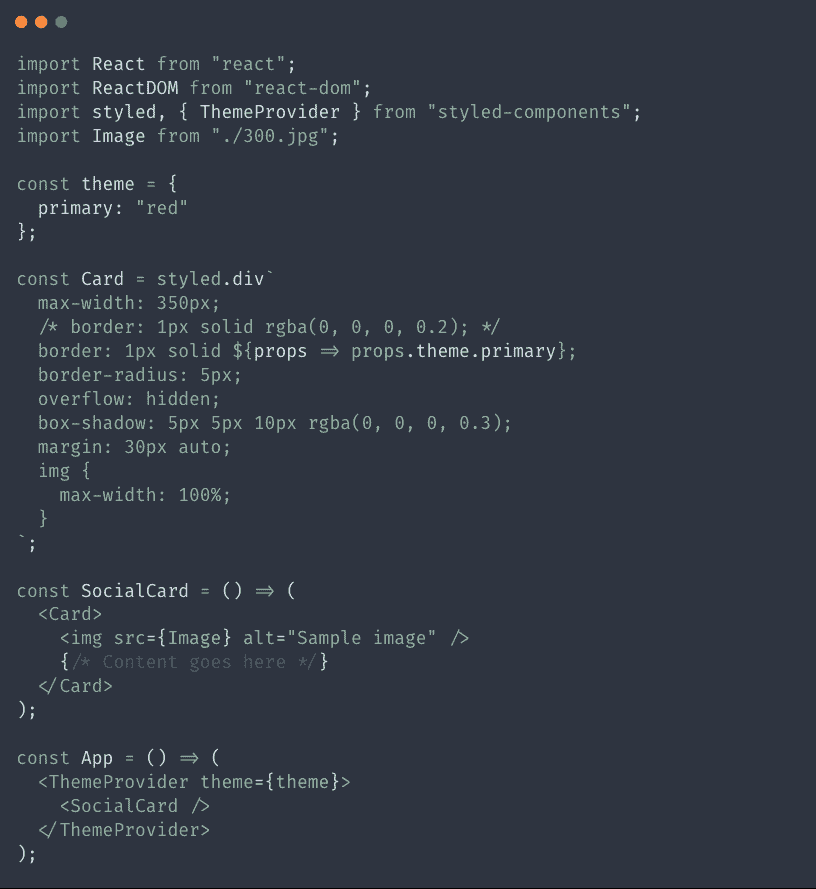 import React from "react";
import ReactDOM from "react-dom";
import styled, { ThemeProvider } from "styled-components";
import Image from "./300.jpg";

const theme = {
  primary: "red"
};

const Card = styled.div`
  max-width: 350px;
  /* border: 1px solid rgba(0, 0, 0, 0.2); */
  border: 1px solid ${props => props.theme.primary};
  border-radius: 5px;
  overflow: hidden;
  box-shadow: 5px 5px 10px rgba(0, 0, 0, 0.3);
  margin: 30px auto;
  img {
    max-width: 100%;
  }
`;

const SocialCard = () => (
  <Card>
    <img src={Image} alt="Sample image" />
    {/* Content goes here */}
  </Card>
);

const App = () => (
  <ThemeProvider theme={theme}>
    <SocialCard />
  </ThemeProvider>
);